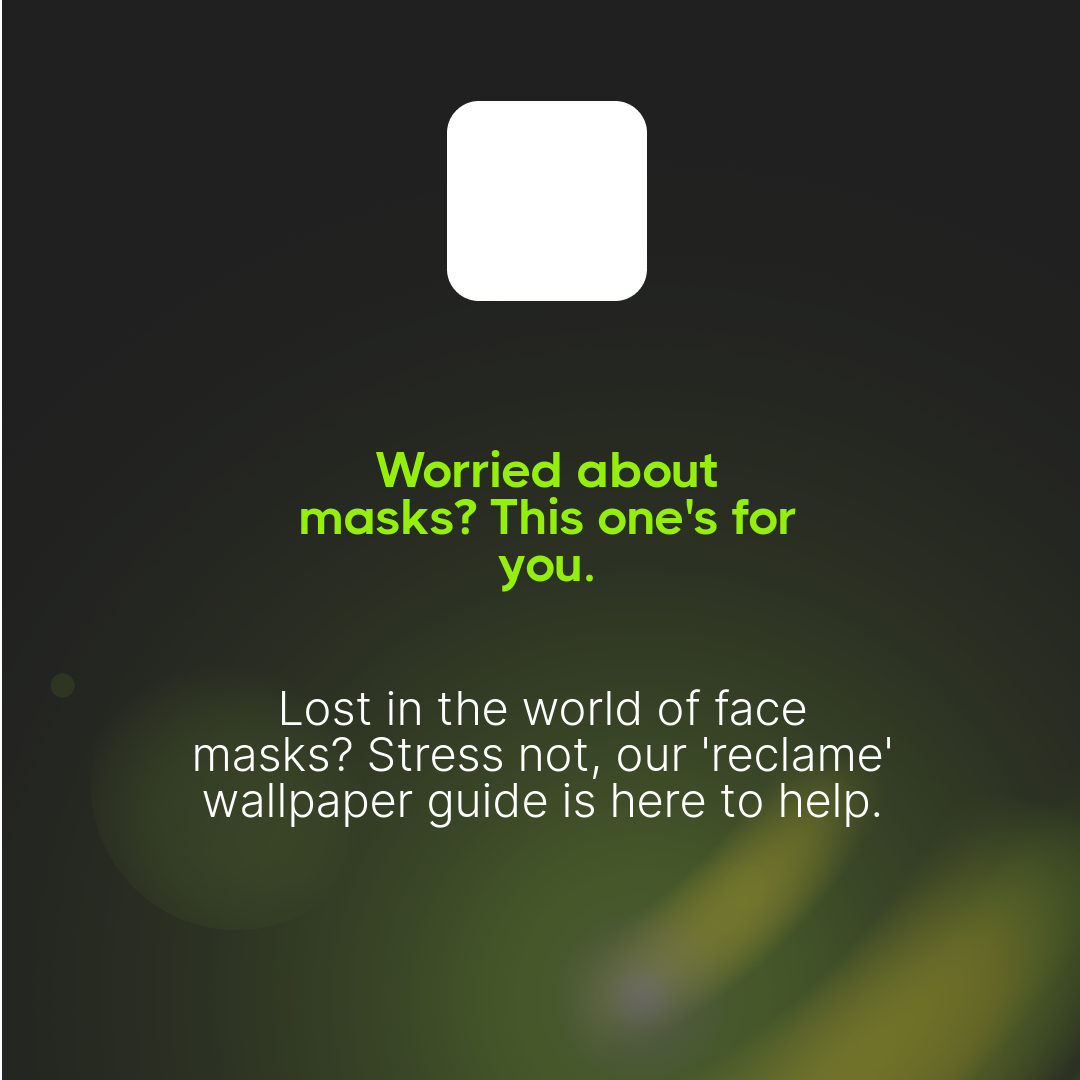 Worried about
masks? This one's for
you.
Lost in the world of face
masks? Stress not, our 'reclame'
wallpaper guide is here to help.